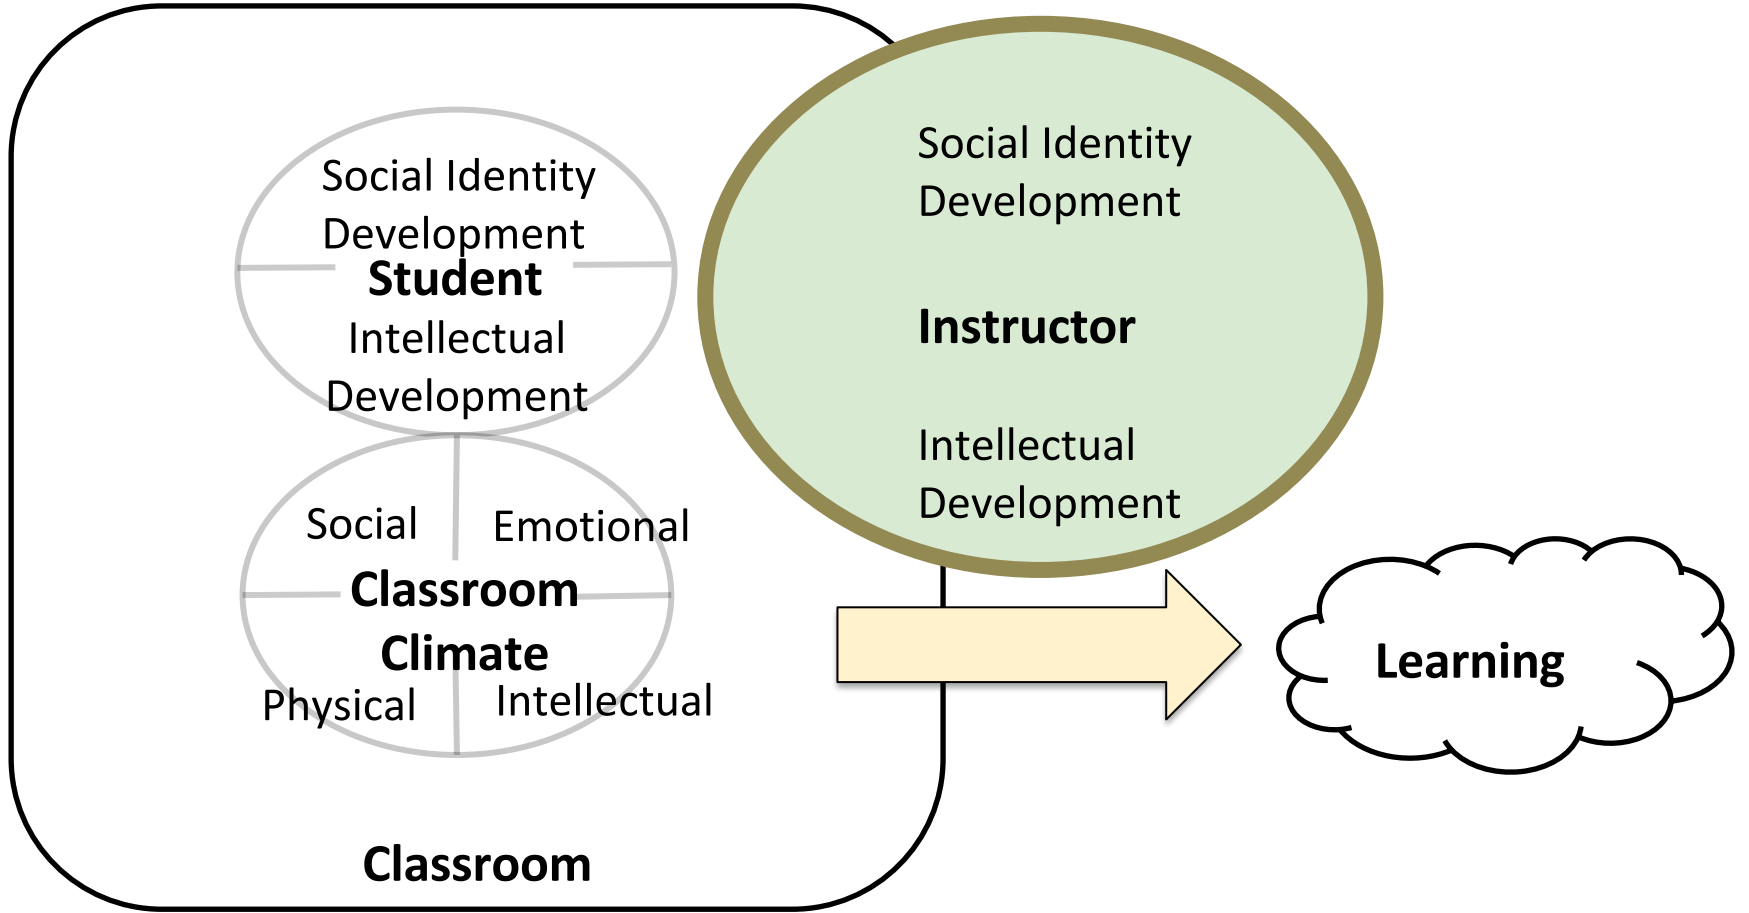 Social Identity
Development
Student
Intellectual
Development
Social
Emotional
Classroom
Climate
Physical
Intellectual
Classroom
Social Identity
Development
Instructor
Intellectual
Development
Learning